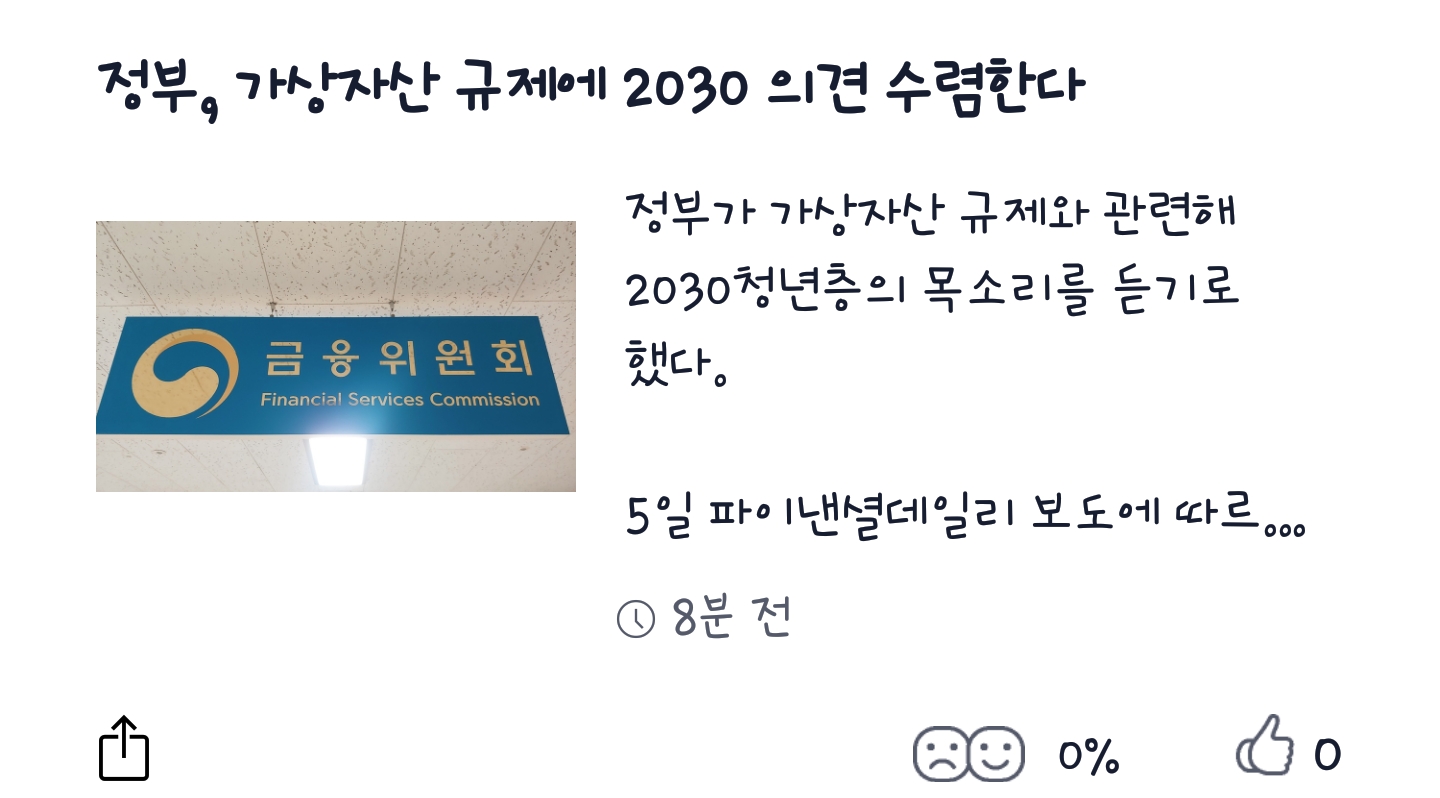 정부, 가상자산 규제에 2030 의견 수렴한다
정부가 가상자산 규제와 관련해
2030청년층의 목소리를 듣기로
했다.
금융위원회
Financial Services Commission
5일 파이낸셜데일리 보도에 따르...
8분 전
0%
0